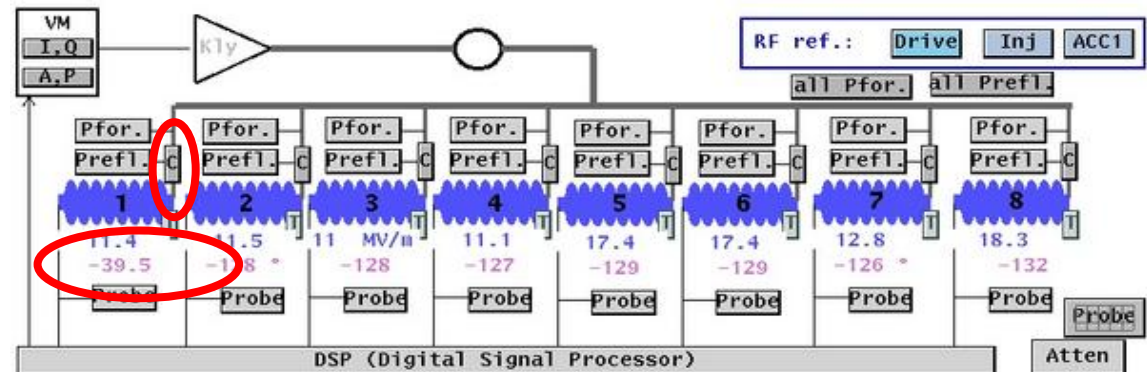 VM
I,Q
A,P
Kly
RF ref.: Drive Inj ACC1
all Pfor. all Prefl.
Pfor. Pfor. Pfor. Pfor. Pfor. Pfor. Pfor. Pfor.
Prefl. C Prefl. C Prefl. C Prefl. C Prefl. C Prefl. C Prefl. C Prefl. C
1 2 3 4 5 6 7 8
T T T T T T T T
11.4 11.5 11 MV/m 11.1 17.4 17.4 12.8 18.3
-39.5 ° -128 -127 -129 -129 -126 ° -132
Probe Probe Probe Probe Probe Probe Probe Probe
Probe
DSP (Digital Signal Processor)
Atten